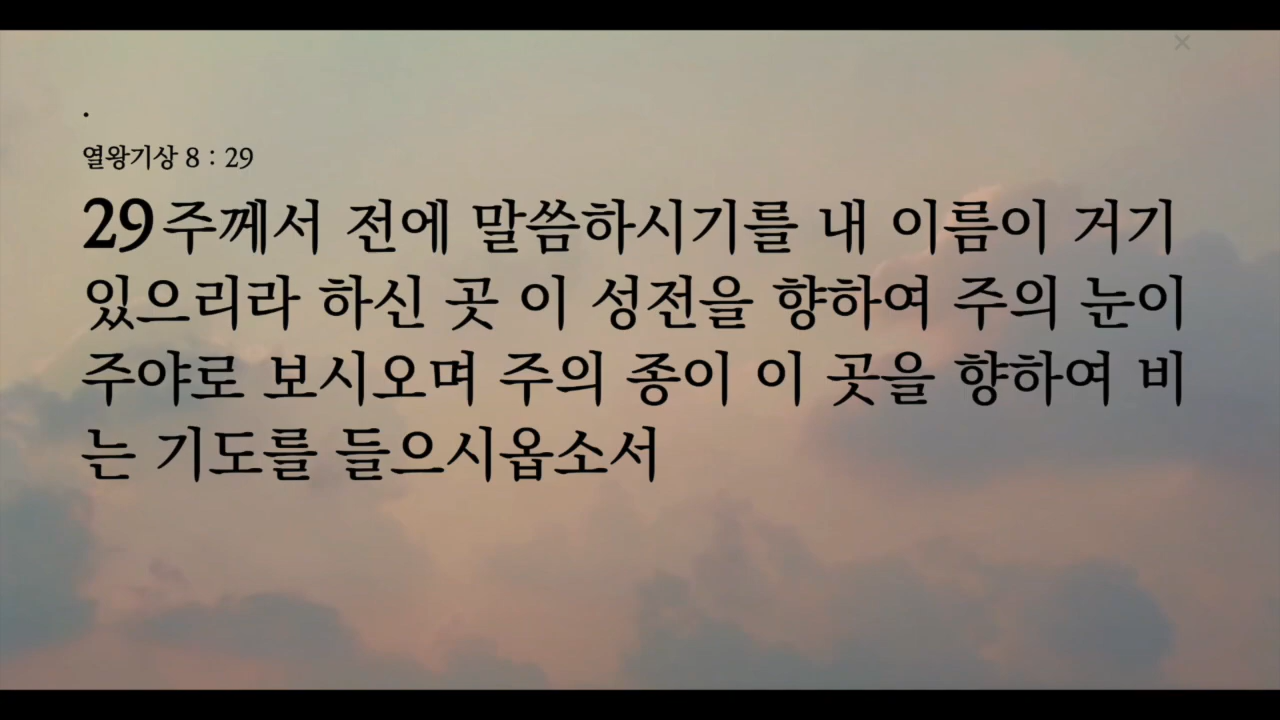 .
열왕기상 8 : 29
29 주께서 전에 말씀하시기를 내 이름이 거기
있으리라 하신 곳 이 성전을 향하여 주의 눈이
주야로 보시오며 주의 종이 이 곳을 향하여 비
는 기도를 들으시옵소서